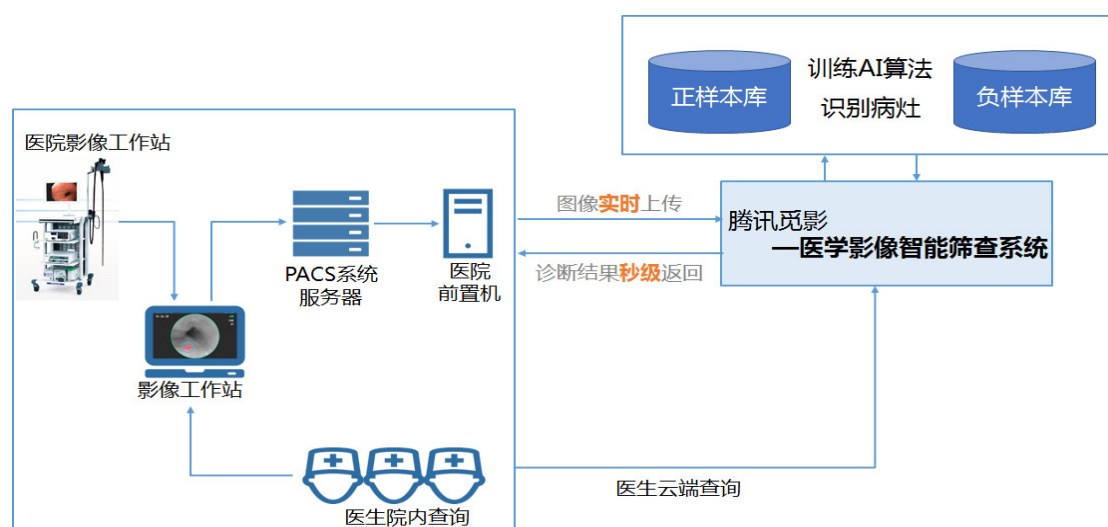 正样本库
训练AI算法
识别病灶
负样本库
医院影像工作站
PACS系统
服务器
医院
前置机
图像实时上传
诊断结果秒级返回
腾讯觅影
—医学影像智能筛查系统
影像工作站
医生院内查询
医生云端查询